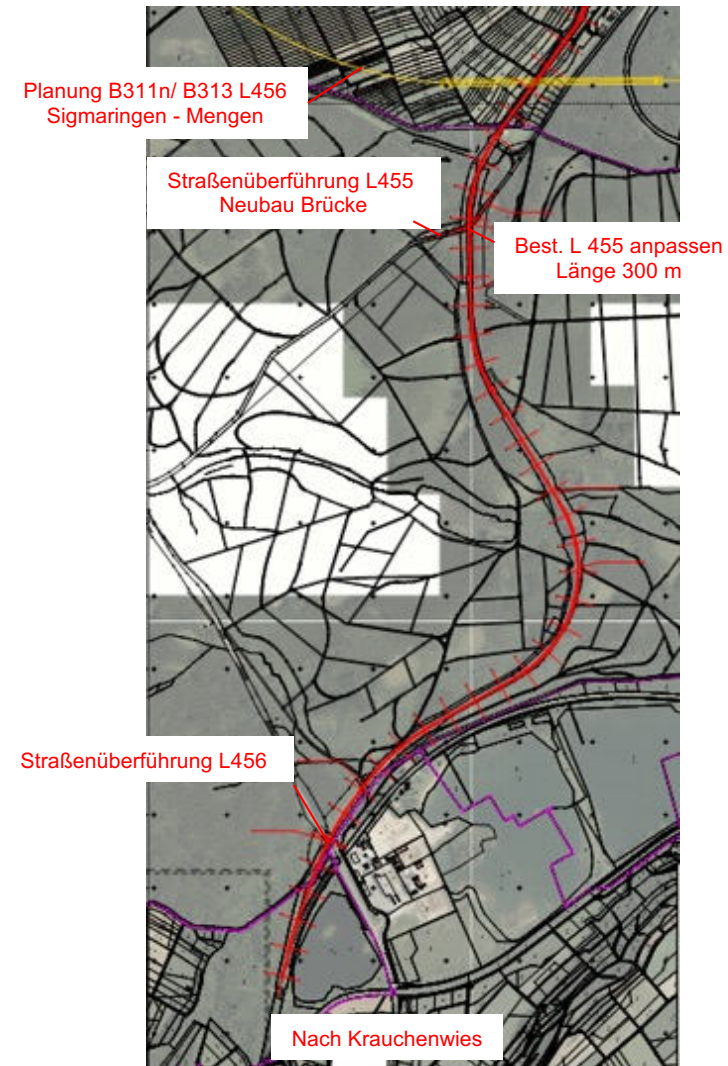 Planung B311n/ B313 L456
Sigmaringen - Mengen
Straßenüberführung L455
Neubau Brücke
Best. L 455 anpassen
Länge 300 m
Straßenüberführung L456
Nach Krauchenwies